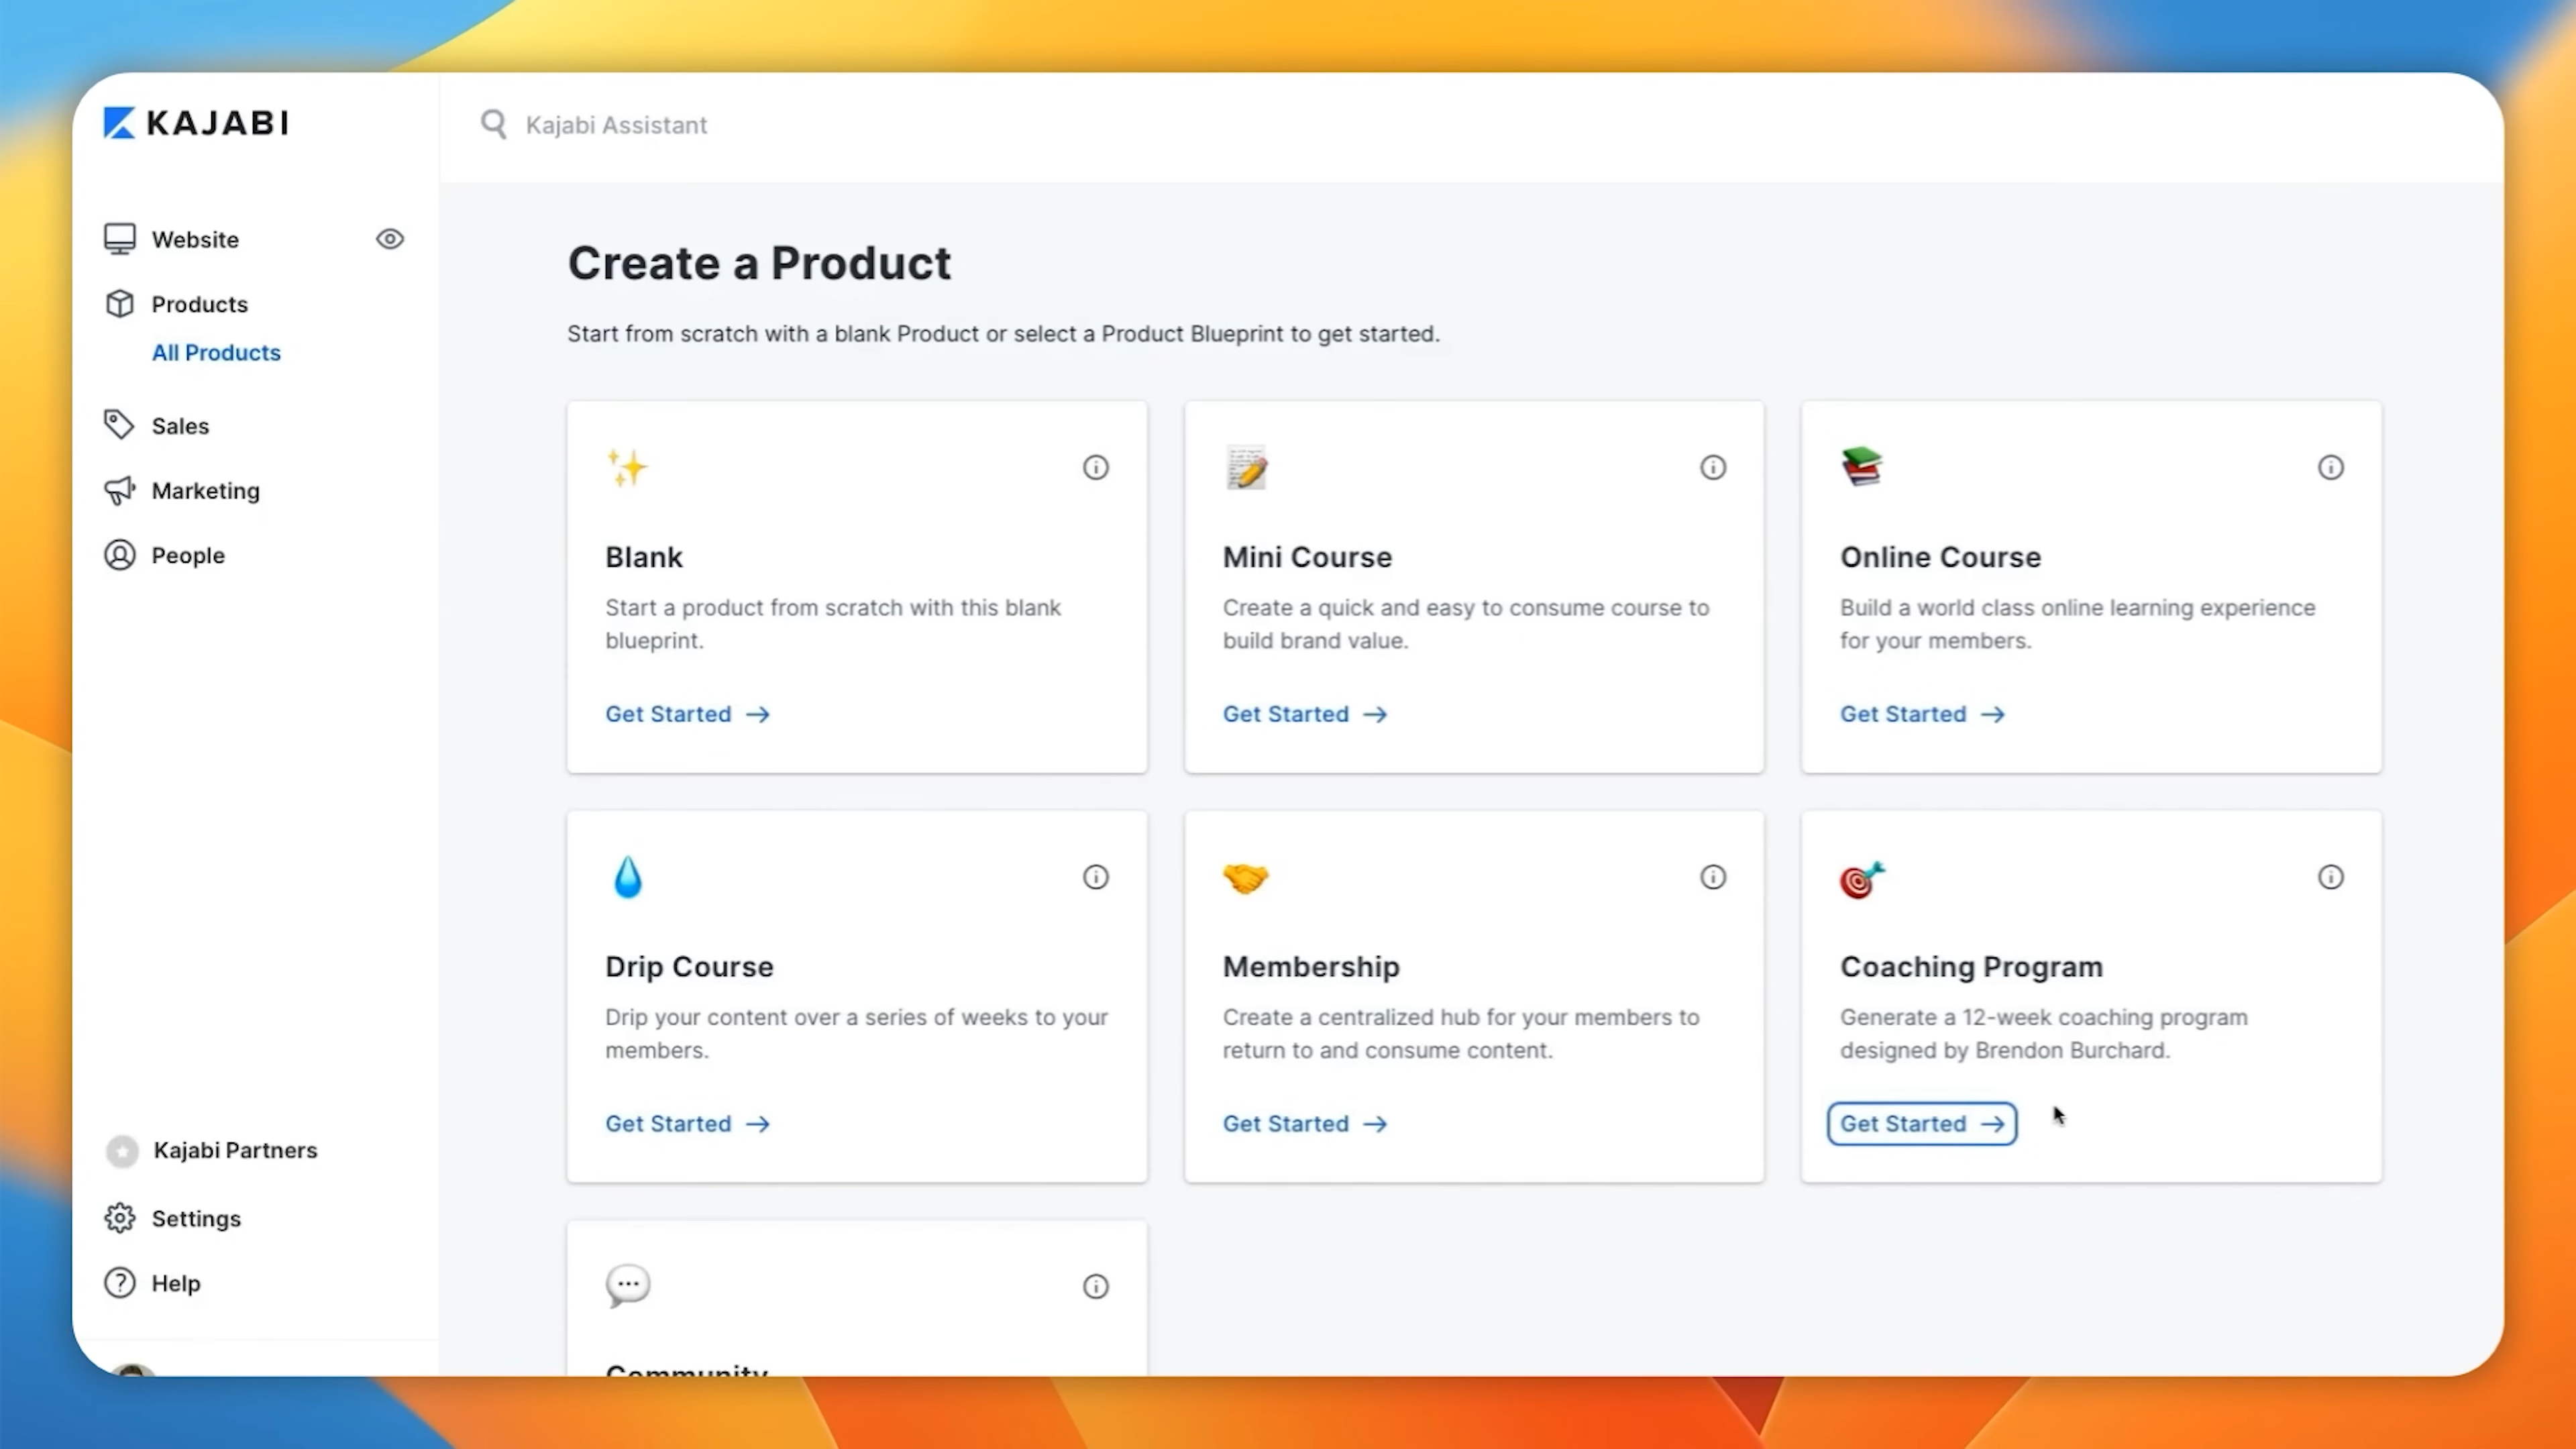 KAJABI
Kajabi Assistant
Website
Products
All Products
Sales
Marketing
People
Kajabi Partners
Settings
Help
Create a Product
Start from scratch with a blank Product or select a Product Blueprint to get started.
Blank
Start a product from scratch with this blank
blueprint.
Get Started
Mini Course
Create a quick and easy to consume course to
build brand value.
Get Started
Online Course
Build a world class online learning experience
for your members.
Get Started
Drip Course
Drip your content over a series of weeks to your
members.
Get Started
Membership
Create a centralized hub for your members to
return to and consume content.
Get Started
Coaching Program
Generate a 12-week coaching program
designed by Brendon Burchard.
Get Started
Community